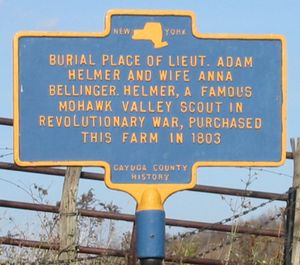 NEW YORK
BURIAL PLACE OF LIEUT. ADAM
HELMER AND WIFE ANNA
BELLINGER. HELMER, A FAMOUS
MOHAWK VALLEY SCOUT IN
REVOLUTIONARY WAR, PURCHASED
THIS FARM IN 1803
CAYUGA COUNTY
HISTORY